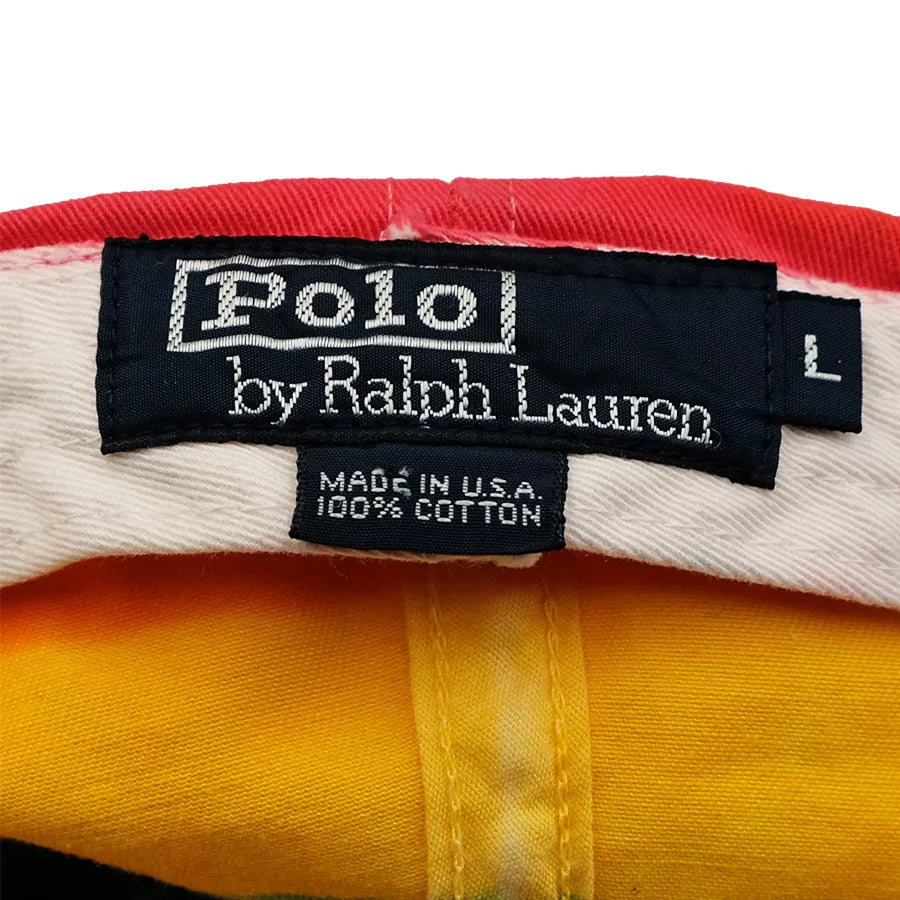 Polo
by Ralph Lauren
L
MADE IN U.S.A.
100% COTTON